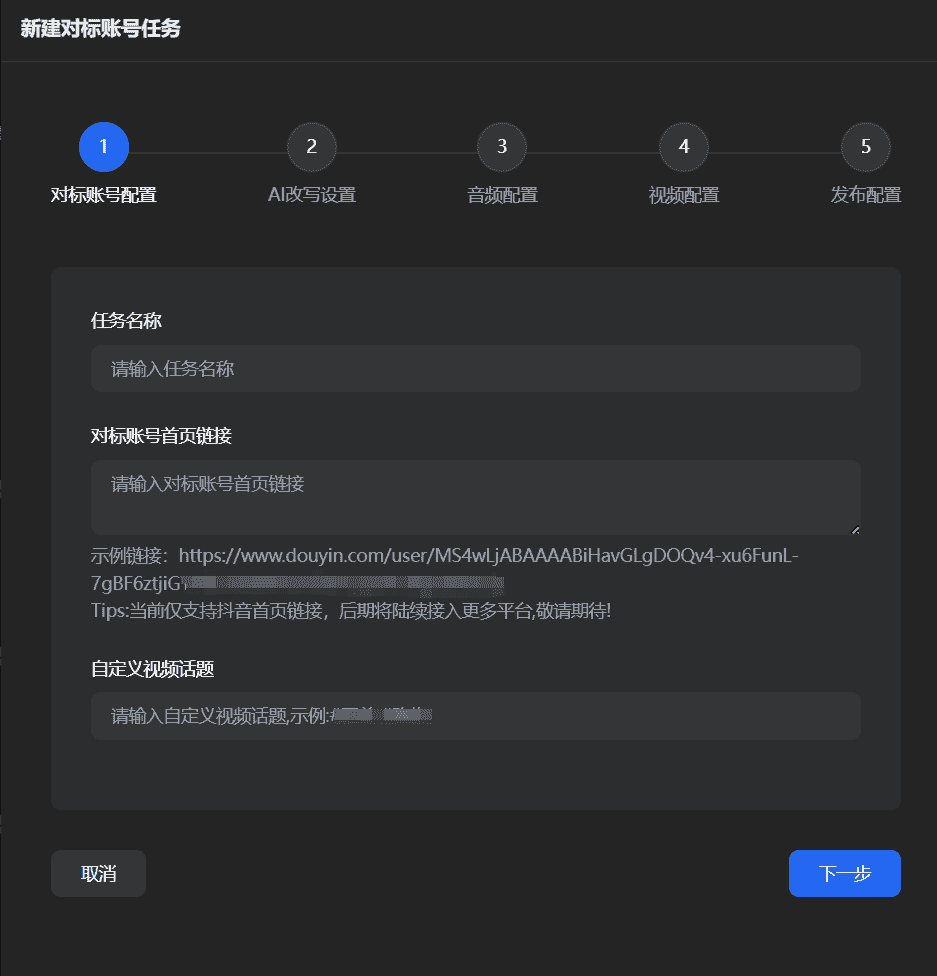 新建对标账号任务
1 2 3 4 5
对标账号配置 AI改写设置 音频配置 视频配置 发布配置
任务名称
请输入任务名称
对标账号首页链接
请输入对标账号首页链接
示例链接：https://www.douyin.com/user/MS4wLjABAAAABiHavGLgDOQv4-xu6FunL-
7gBF6ztjiG
Tips:当前仅支持抖音首页链接，后期将陆续接入更多平台,敬请期待!
自定义视频话题
请输入自定义视频话题,示例:#
取消 下一步